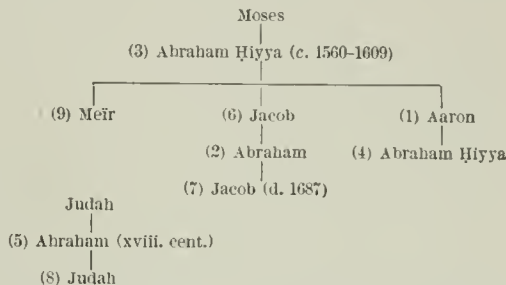 Moses
(3) Abraham Ḥiyya (c. 1560–1609)
(9) Meïr (6) Jacob (1) Aaron
(2) Abraham (4) Abraham Ḥiyya
(7) Jacob (d. 1687)
Judah
(5) Abraham (xviii. cent.)
(8) Judah